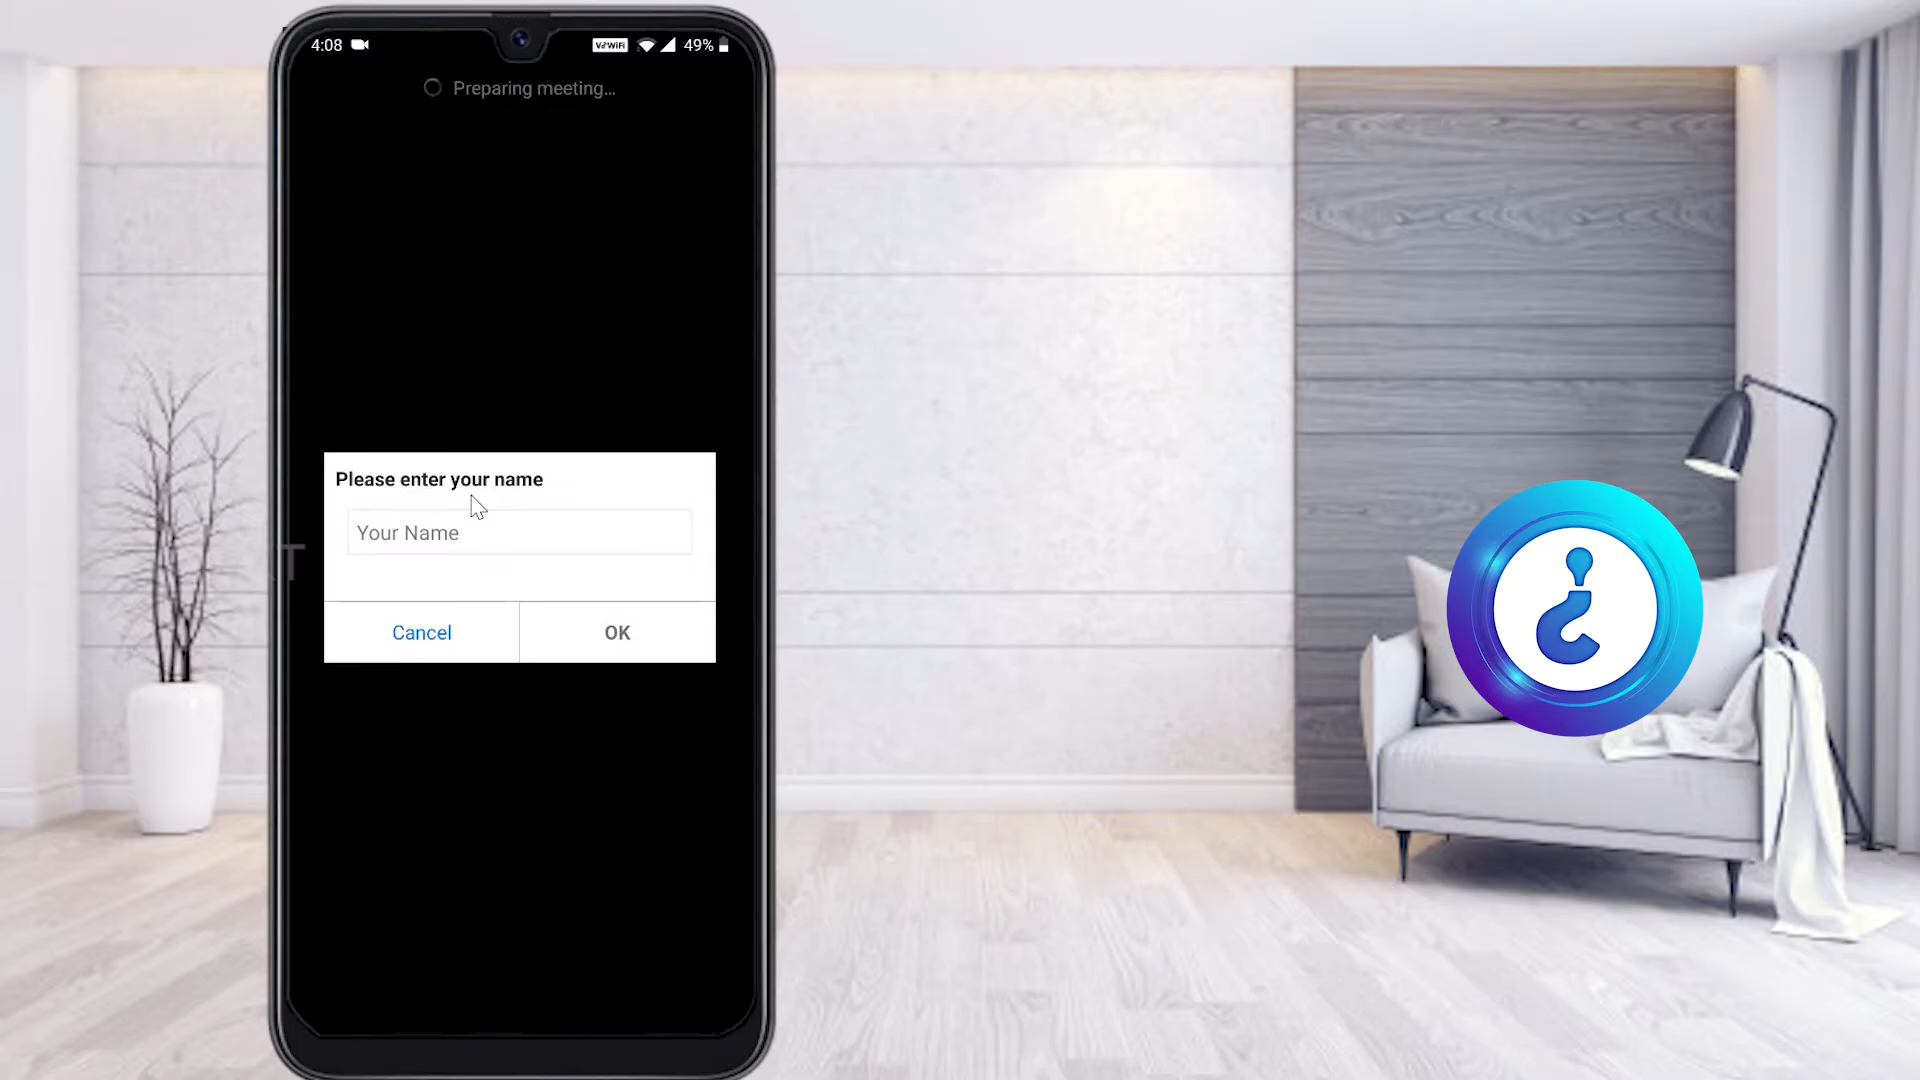 4:08 VoWiFi 49%
Preparing meeting...
Please enter your name
Your Name
Cancel OK
T